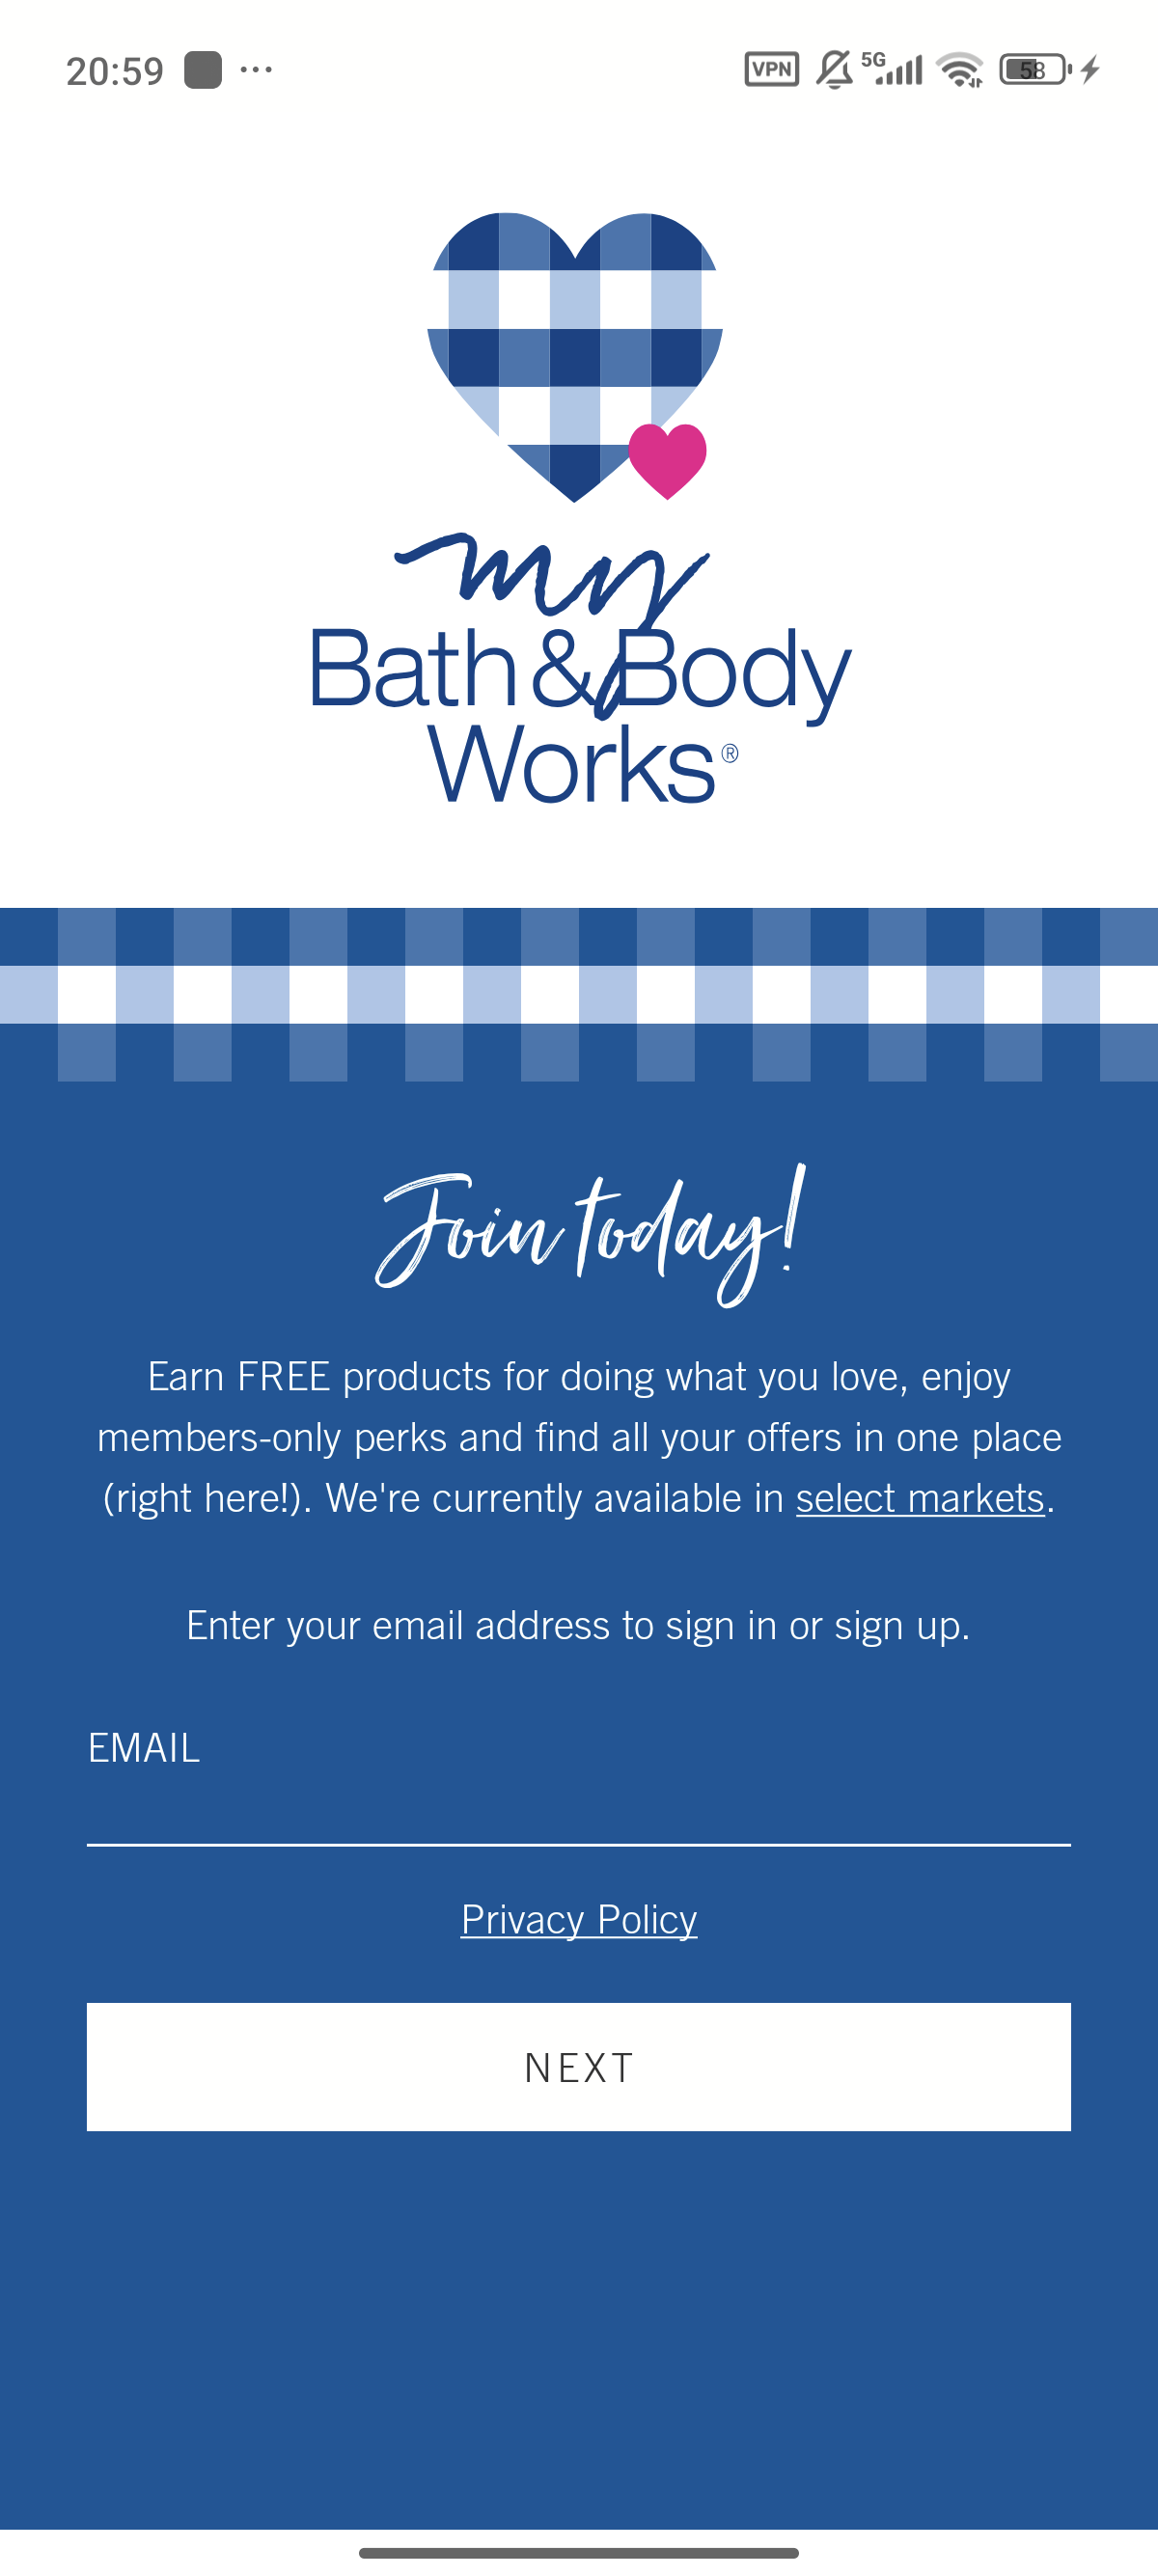 20:59 ... VPN 5G 58
my
Bath & Body
Works®
Join today!
Earn FREE products for doing what you love, enjoy
members-only perks and find all your offers in one place
(right here!). We're currently available in select markets.
Enter your email address to sign in or sign up.
EMAIL
Privacy Policy
NEXT